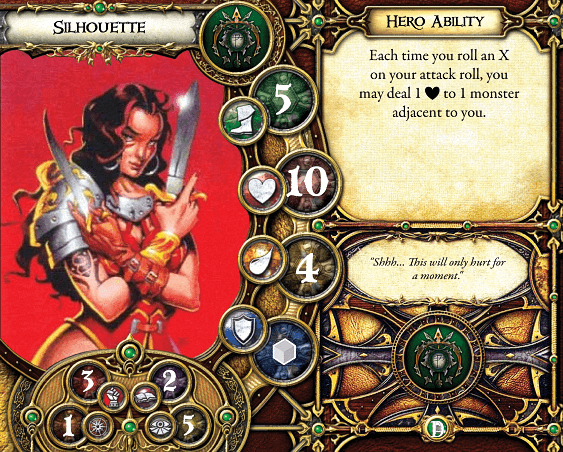 SILHOUETTE
HERO ABILITY
Each time you roll an X
on your attack roll, you
may deal 1 ♥ to 1 monster
adjacent to you.
5
10
4
"Shhh... This will only hurt for
a moment."
3
2
1
5
D